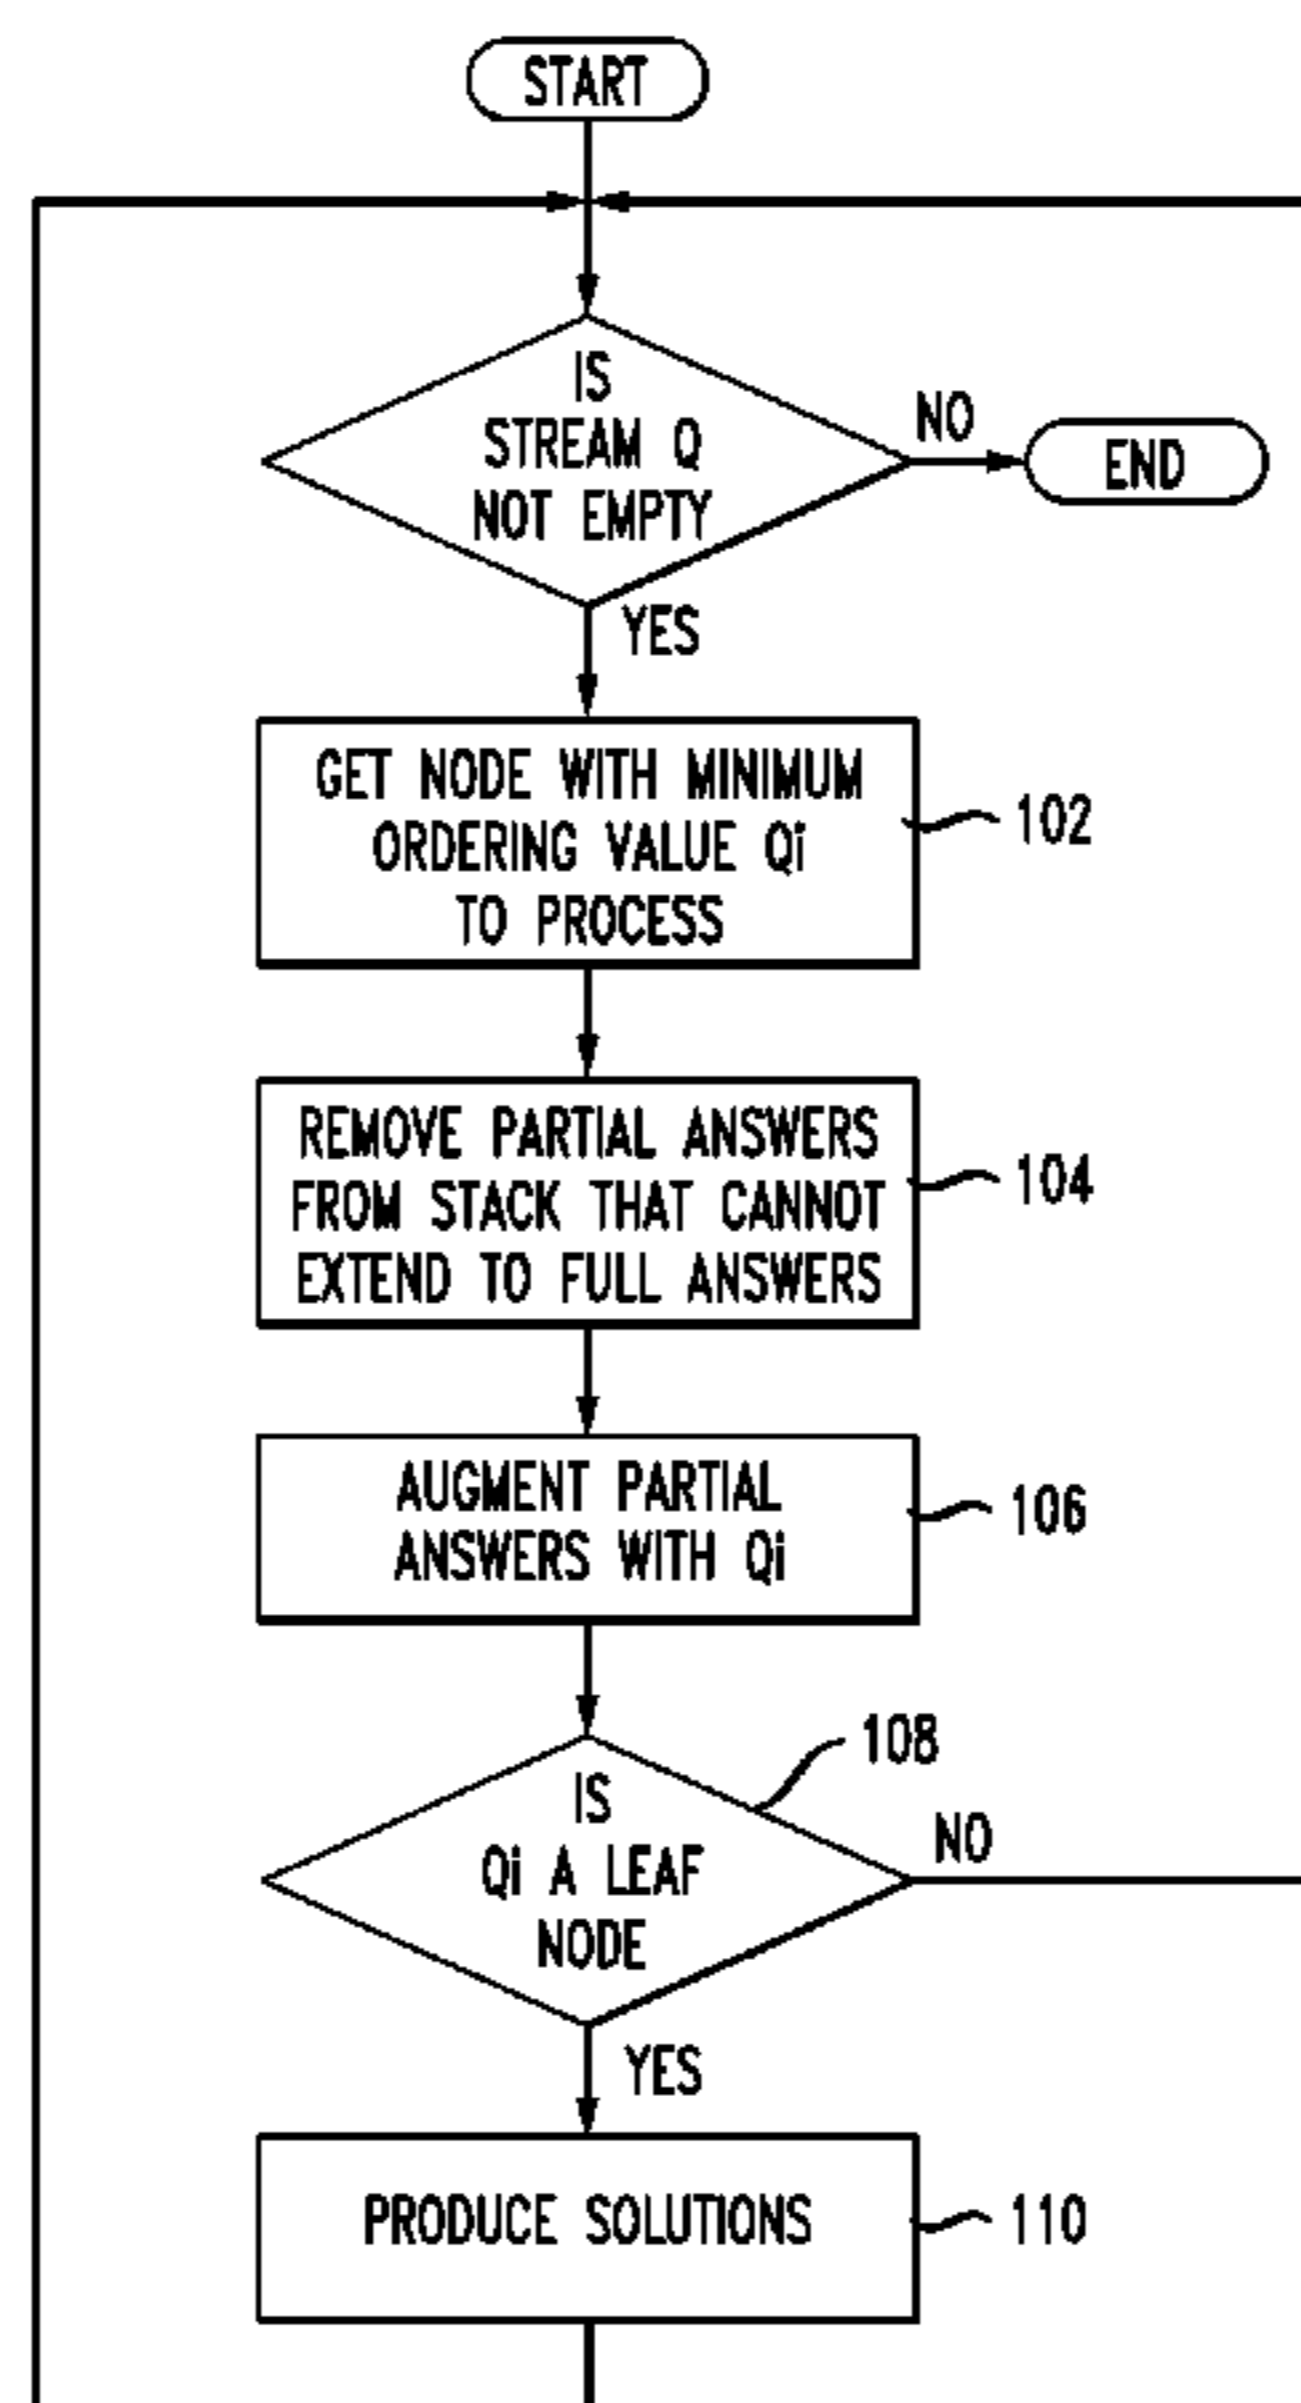 START
IS
STREAM Q
NOT EMPTY
NO
END
YES
GET NODE WITH MINIMUM
ORDERING VALUE Qi
TO PROCESS
102
REMOVE PARTIAL ANSWERS
FROM STACK THAT CANNOT
EXTEND TO FULL ANSWERS
104
AUGMENT PARTIAL
ANSWERS WITH Qi
106
108
IS
Qi A LEAF
NODE
NO
YES
PRODUCE SOLUTIONS
110